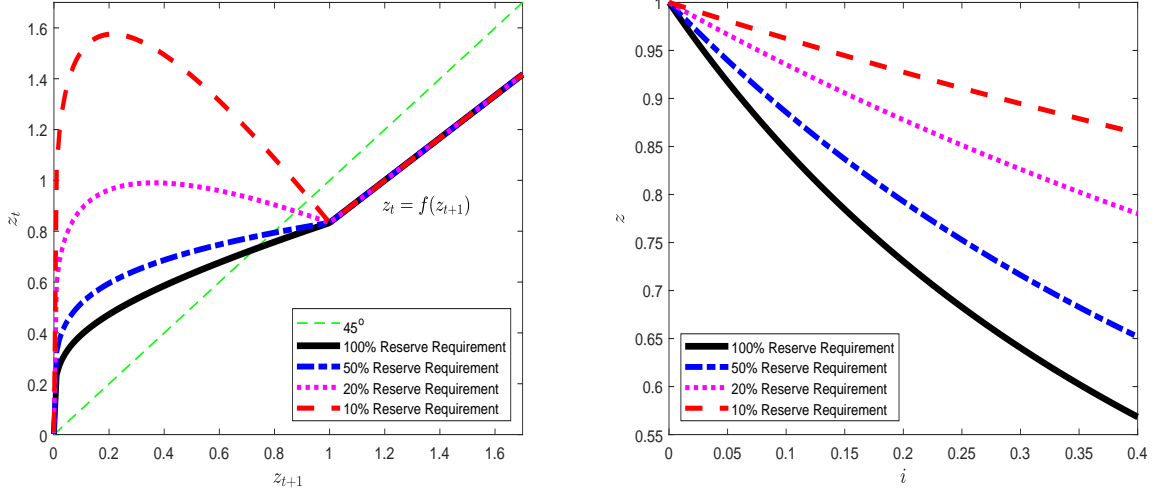 1.6
1.4
1.2
1
0.8
0.6
0.4
0.2
0
z_t
0 0.2 0.4 0.6 0.8 1 1.2 1.4 1.6
z_{t+1}
z_t = f(z_{t+1})
45°
100% Reserve Requirement
50% Reserve Requirement
20% Reserve Requirement
10% Reserve Requirement
1
0.95
0.9
0.85
0.8
0.75
0.7
0.65
0.6
0.55
z
0 0.05 0.1 0.15 0.2 0.25 0.3 0.35 0.4
i
100% Reserve Requirement
50% Reserve Requirement
20% Reserve Requirement
10% Reserve Requirement